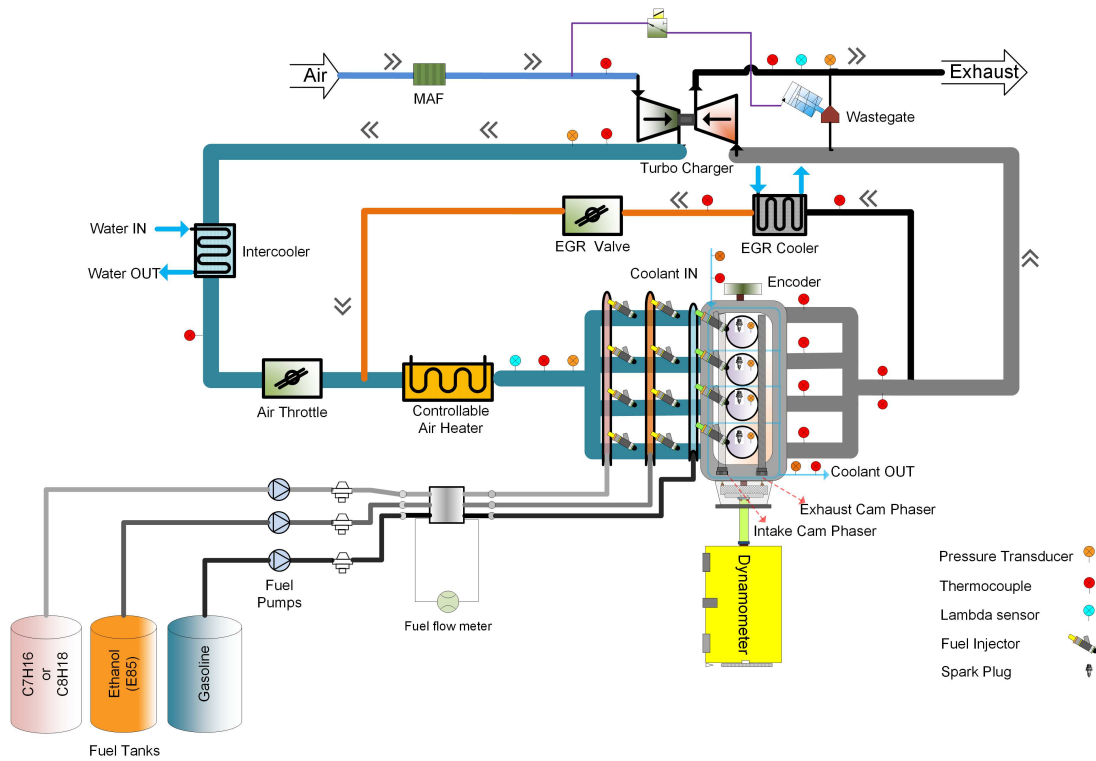 Air
MAF
Exhaust
Wastegate
Turbo Charger
Water IN
Water OUT
Intercooler
EGR Valve
EGR Cooler
Coolant IN
Encoder
Air Throttle
Controllable
Air Heater
Coolant OUT
Exhaust Cam Phaser
Intake Cam Phaser
Fuel
Pumps
Fuel flow meter
Dynamometer
C7H16
or
C8H18
Ethanol
(E85)
Gasoline
Fuel Tanks
Pressure Transducer
Thermocouple
Lambda sensor
Fuel Injector
Spark Plug